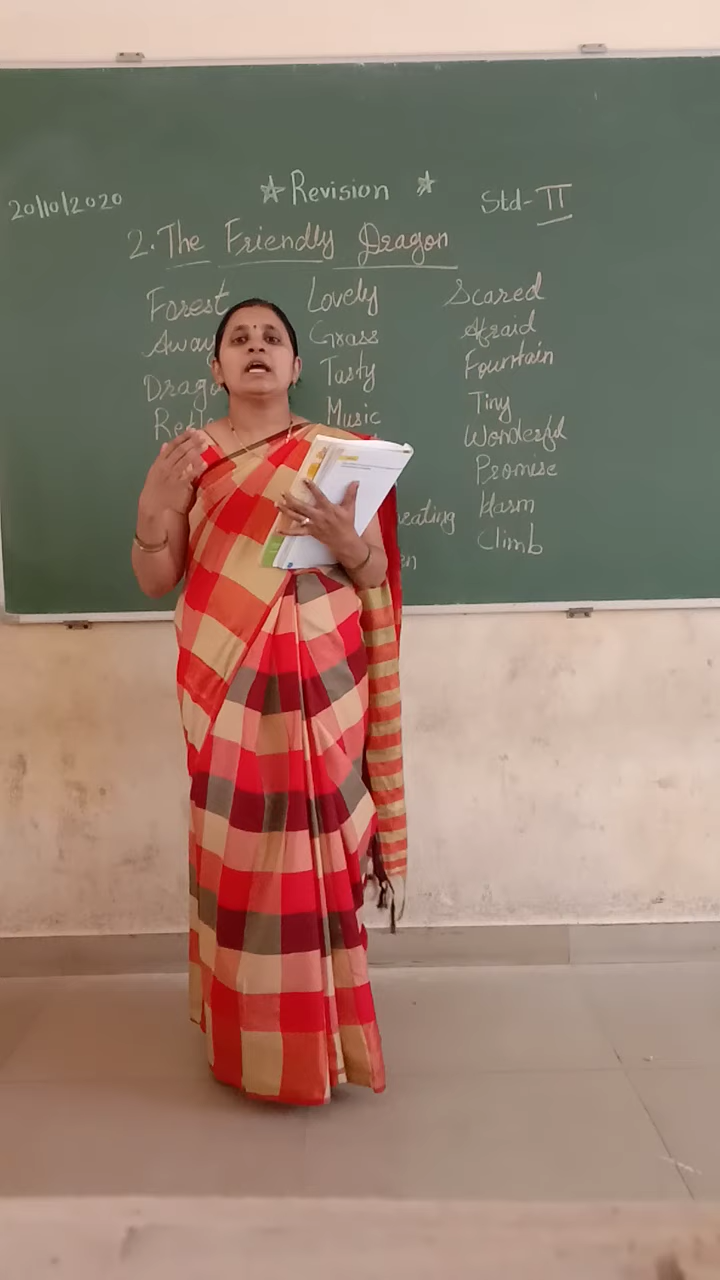 20/10/2020
☆ Revision ☆
Std-II
2. The Friendly Dragon
Forest Lovely Scared
Away Grass Afraid
Tasty Fountain
Music Tiny
Wonderful
Promise
Harm
Climb